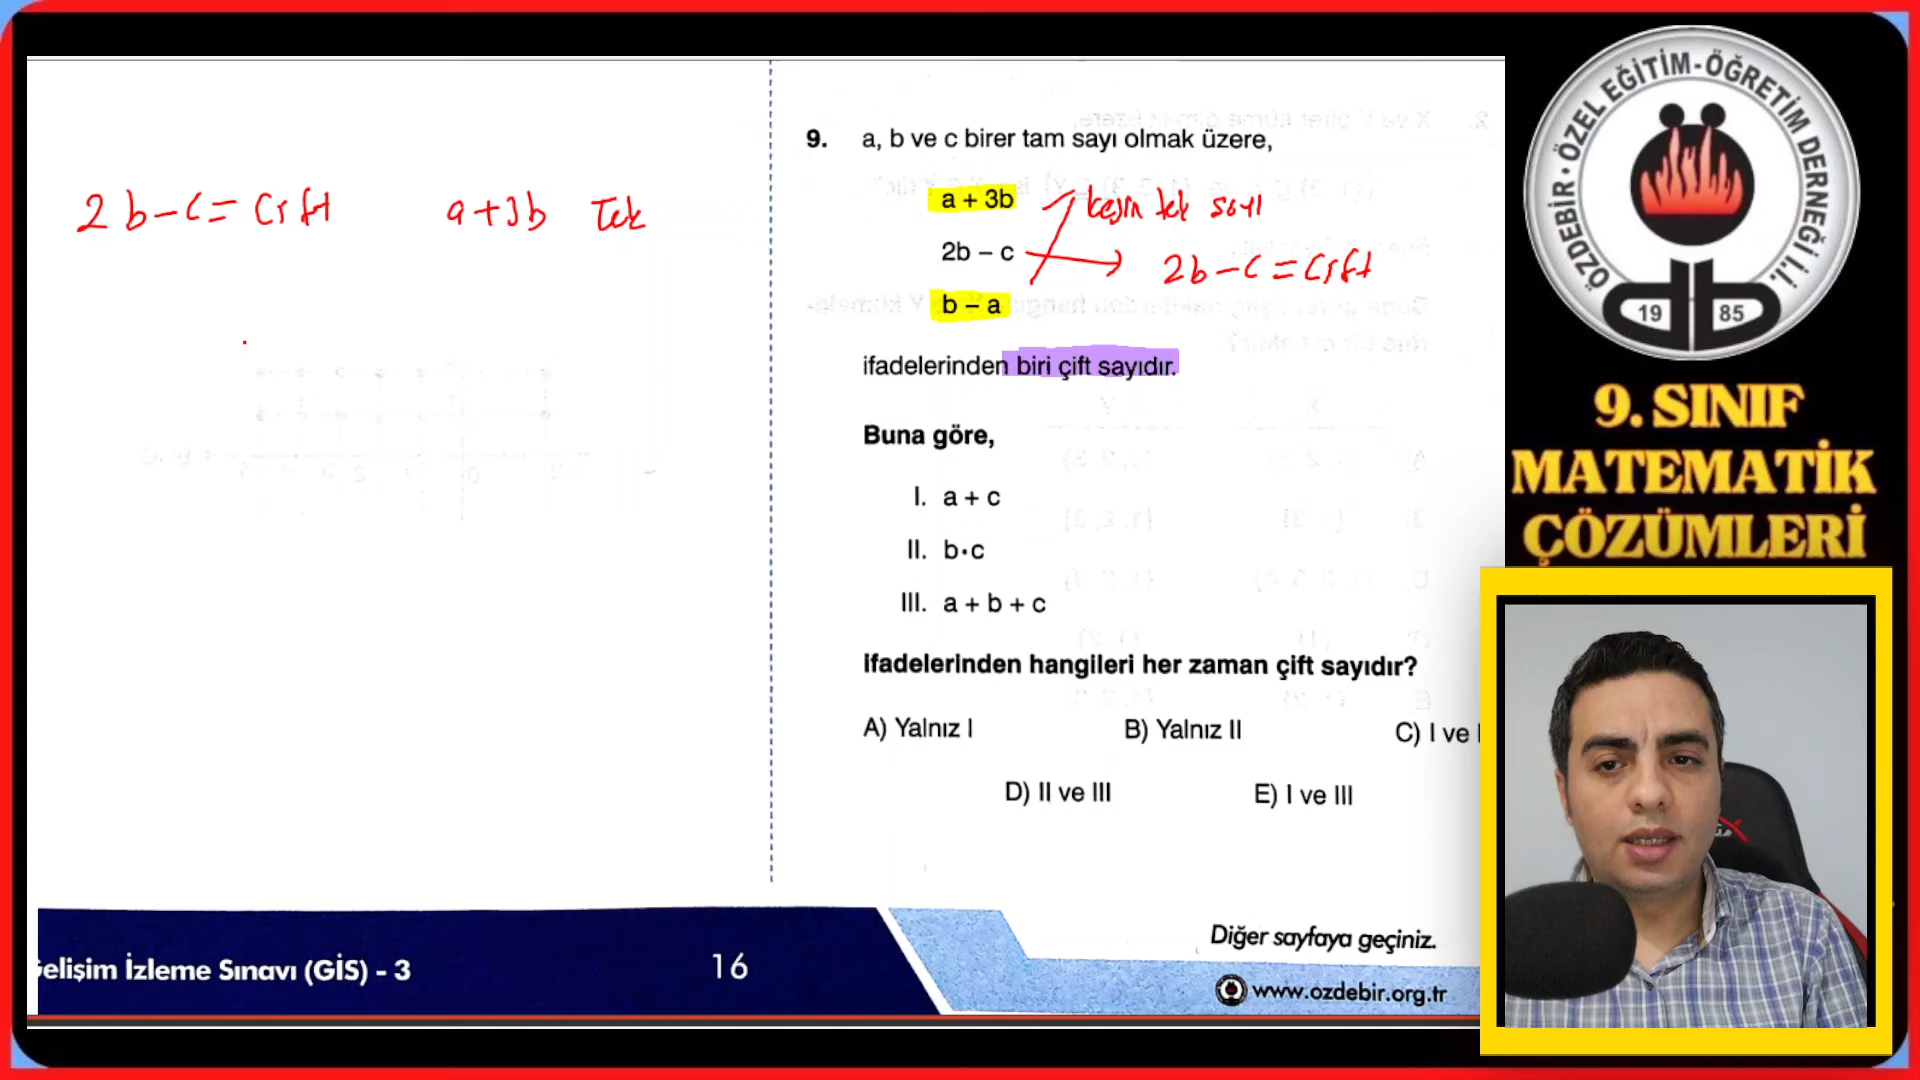 2b-c= Çift
a+3b Tek
9. a, b ve c birer tam sayı olmak üzere,
a + 3b
kesin tek sayı
2b – c
2b-c = Çift
b – a
ifadelerinden biri çift sayıdır.
Buna göre,
I. a + c
II. b·c
III. a + b + c
ifadelerinden hangileri her zaman çift sayıdır?
A) Yalnız I
B) Yalnız II
C) I ve
D) II ve III
E) I ve III
elişim İzleme Sınavı (GİS) - 3
16
Diğer sayfaya geçiniz.
www.ozdebir.org.tr
ÖZDEBİR · ÖZEL EĞİTİM-ÖĞRETİM DERNEĞİ İ.İ.
19 85
9. SINIF
MATEMATİK
ÇÖZÜMLERİ